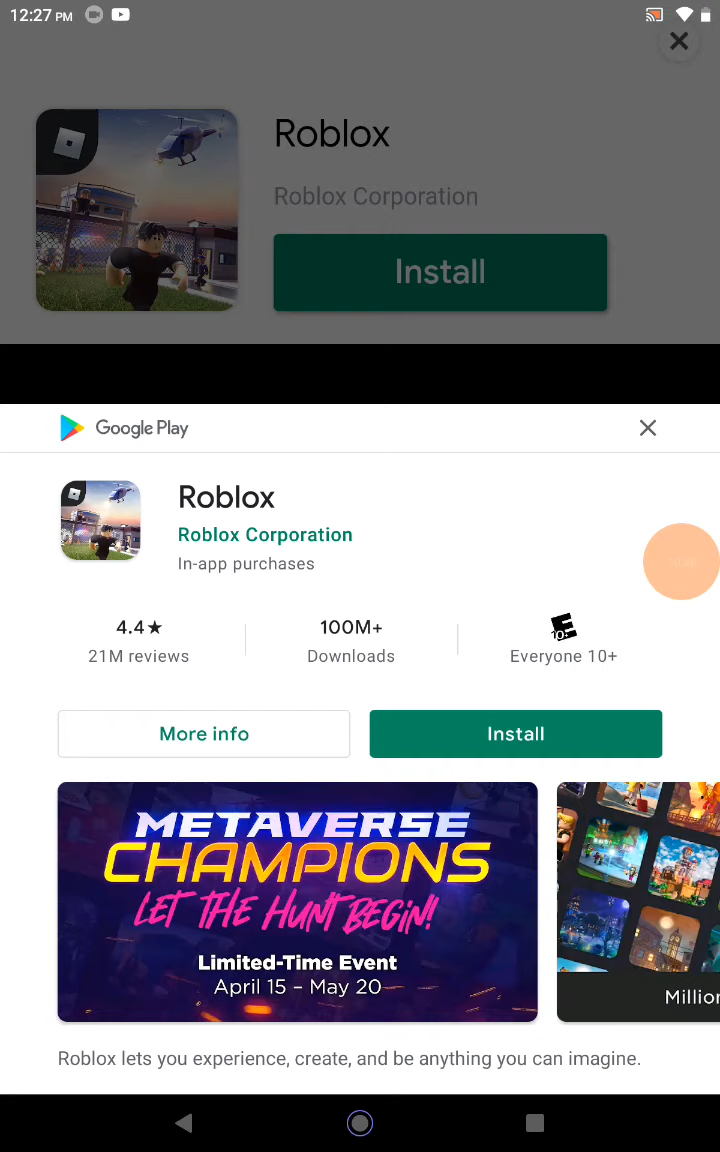 12:27 PM
Roblox
Roblox Corporation
Install
Google Play
Roblox
Roblox Corporation
In-app purchases
4.4★
100M+
10+
21M reviews
Downloads
Everyone 10+
More info
Install
METAVERSE
CHAMPIONS
LET THE HUNT BEGIN!
Limited-Time Event
April 15 – May 20
Million
Roblox lets you experience, create, and be anything you can imagine.